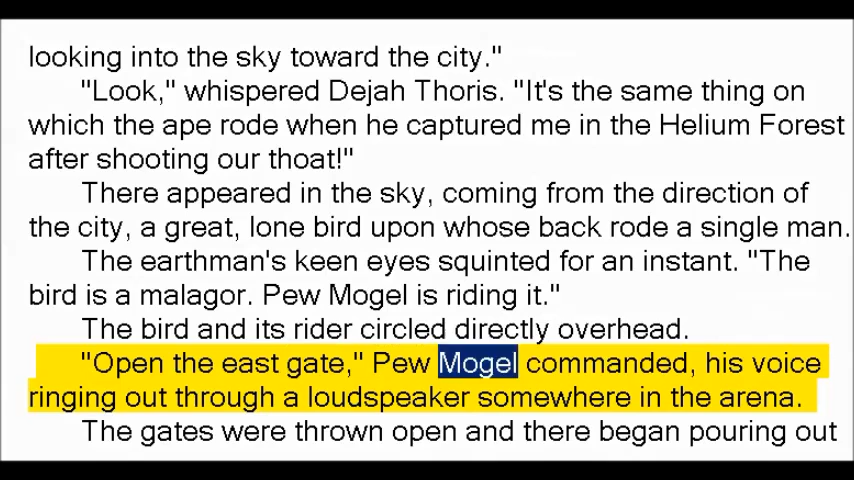 looking into the sky toward the city."
"Look," whispered Dejah Thoris. "It's the same thing on
which the ape rode when he captured me in the Helium Forest
after shooting our thoat!"
There appeared in the sky, coming from the direction of
the city, a great, lone bird upon whose back rode a single man.
The earthman's keen eyes squinted for an instant. "The
bird is a malagor. Pew Mogel is riding it."
The bird and its rider circled directly overhead.
"Open the east gate," Pew Mogel commanded, his voice
ringing out through a loudspeaker somewhere in the arena.
The gates were thrown open and there began pouring out